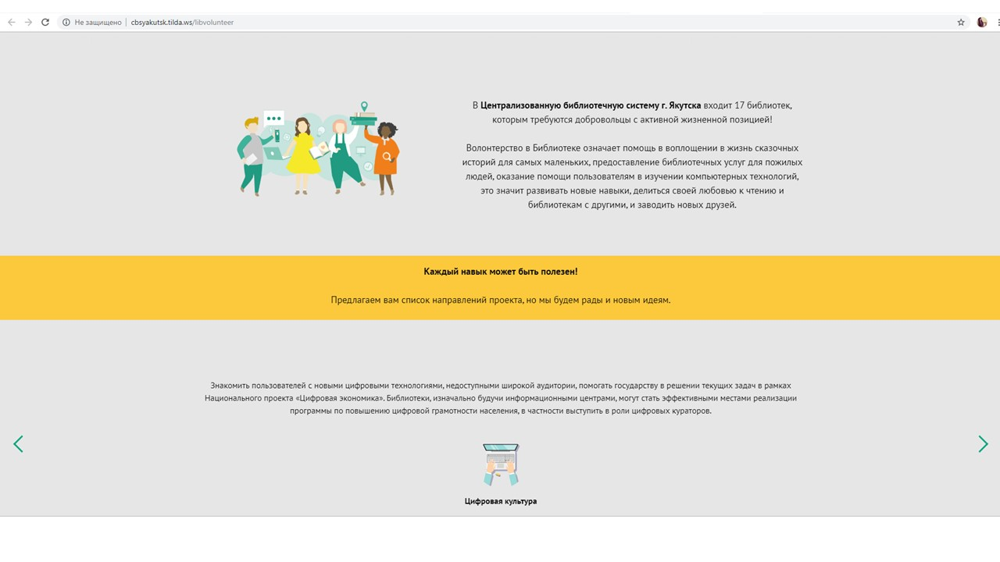 Не защищено | cbsyakutsk.tilda.ws/libvolunteer
В Централизованную библиотечную систему г. Якутска входит 17 библиотек,
которым требуются добровольцы с активной жизненной позицией!
Волонтерство в Библиотеке означает помощь в воплощении в жизнь сказочных
историй для самых маленьких, предоставление библиотечных услуг для пожилых
людей, оказание помощи пользователям в изучении компьютерных технологий,
это значит развивать новые навыки, делиться своей любовью к чтению и
библиотекам с другими, и заводить новых друзей.
Каждый навык может быть полезен!
Предлагаем вам список направлений проекта, но мы будем рады и новым идеям.
Знакомить пользователей с новыми цифровыми технологиями, недоступными широкой аудитории, помогать государству в решении текущих задач в рамках
Национального проекта «Цифровая экономика». Библиотеки, изначально будучи информационными центрами, могут стать эффективными местами реализации
программы по повышению цифровой грамотности населения, в частности выступить в роли цифровых кураторов.
Цифровая культура